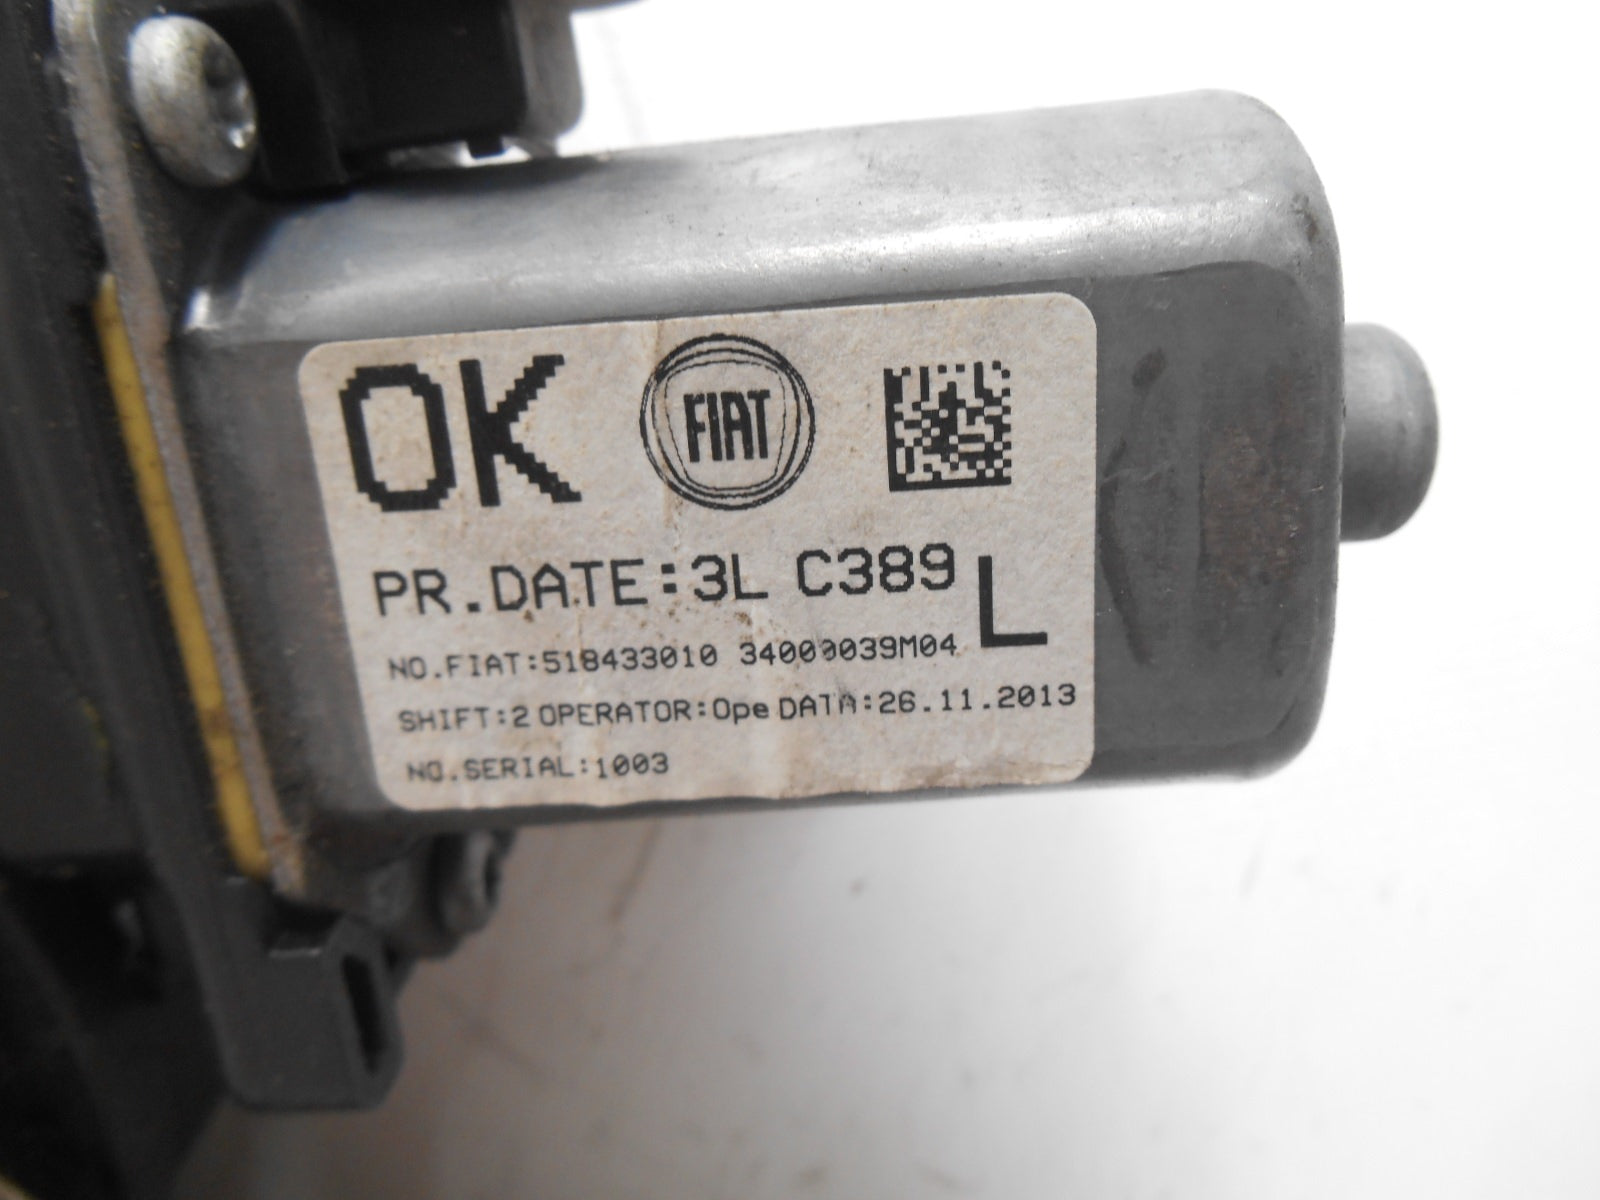 OK FIAT
PR.DATE:3L C389 L
NO.FIAT:518433010 34000039M04
SHIFT:2 OPERATOR:Ope DATA:26.11.2013
NO.SERIAL:1003